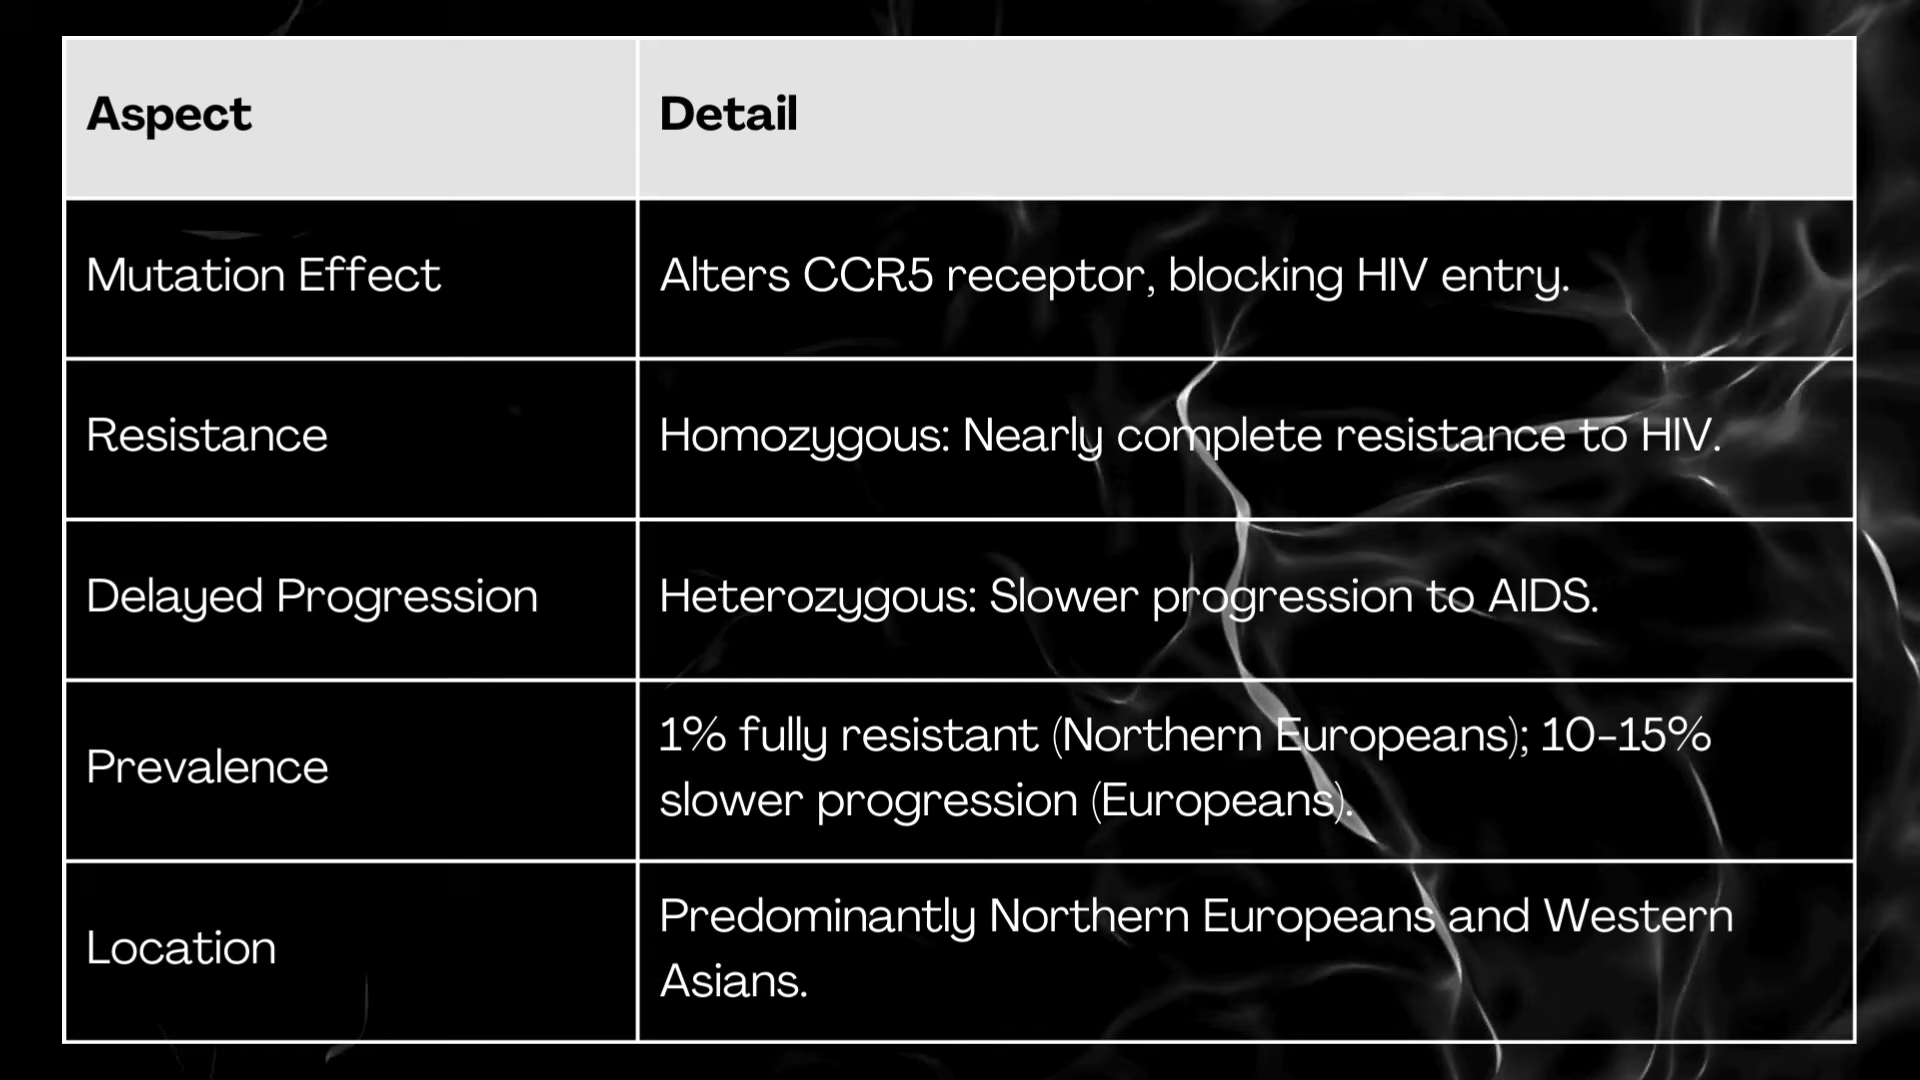 Aspect
Detail
Mutation Effect
Alters CCR5 receptor, blocking HIV entry.
Resistance
Homozygous: Nearly complete resistance to HIV.
Delayed Progression
Heterozygous: Slower progression to AIDS.
Prevalence
1% fully resistant (Northern Europeans); 10-15%
slower progression (Europeans).
Location
Predominantly Northern Europeans and Western
Asians.